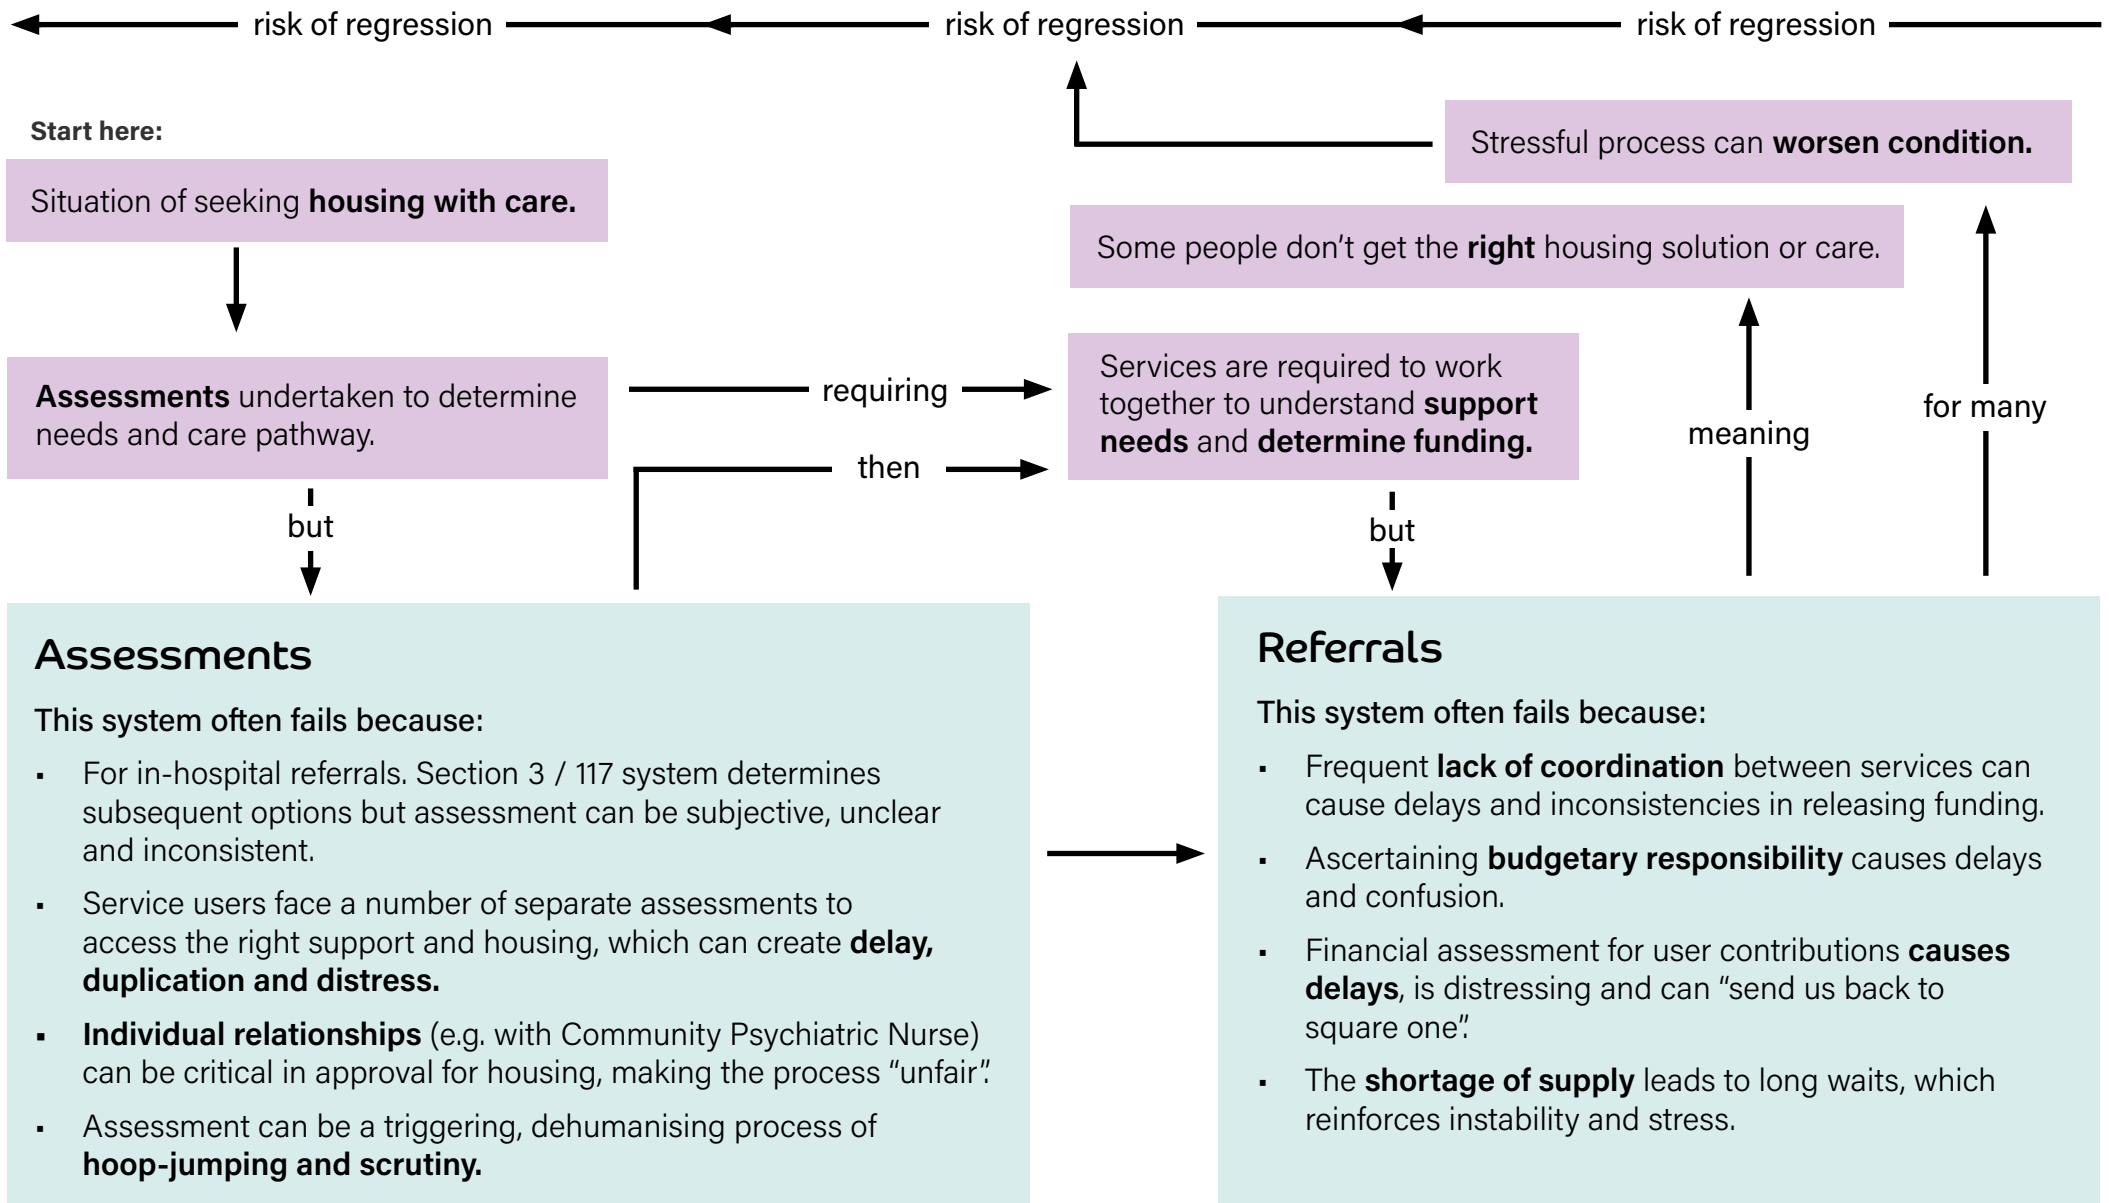 risk of regression
risk of regression
risk of regression
Start here:
Situation of seeking housing with care.
Stressful process can worsen condition.
Some people don't get the right housing solution or care.
Assessments undertaken to determine
needs and care pathway.
requiring
then
Services are required to work
together to understand support
needs and determine funding.
meaning
for many
but
but
Assessments
This system often fails because:
▪ For in-hospital referrals. Section 3 / 117 system determines
subsequent options but assessment can be subjective, unclear
and inconsistent.
▪ Service users face a number of separate assessments to
access the right support and housing, which can create delay,
duplication and distress.
▪ Individual relationships (e.g. with Community Psychiatric Nurse)
can be critical in approval for housing, making the process “unfair”.
▪ Assessment can be a triggering, dehumanising process of
hoop-jumping and scrutiny.
Referrals
This system often fails because:
▪ Frequent lack of coordination between services can
cause delays and inconsistencies in releasing funding.
▪ Ascertaining budgetary responsibility causes delays
and confusion.
▪ Financial assessment for user contributions causes
delays, is distressing and can “send us back to
square one”.
▪ The shortage of supply leads to long waits, which
reinforces instability and stress.